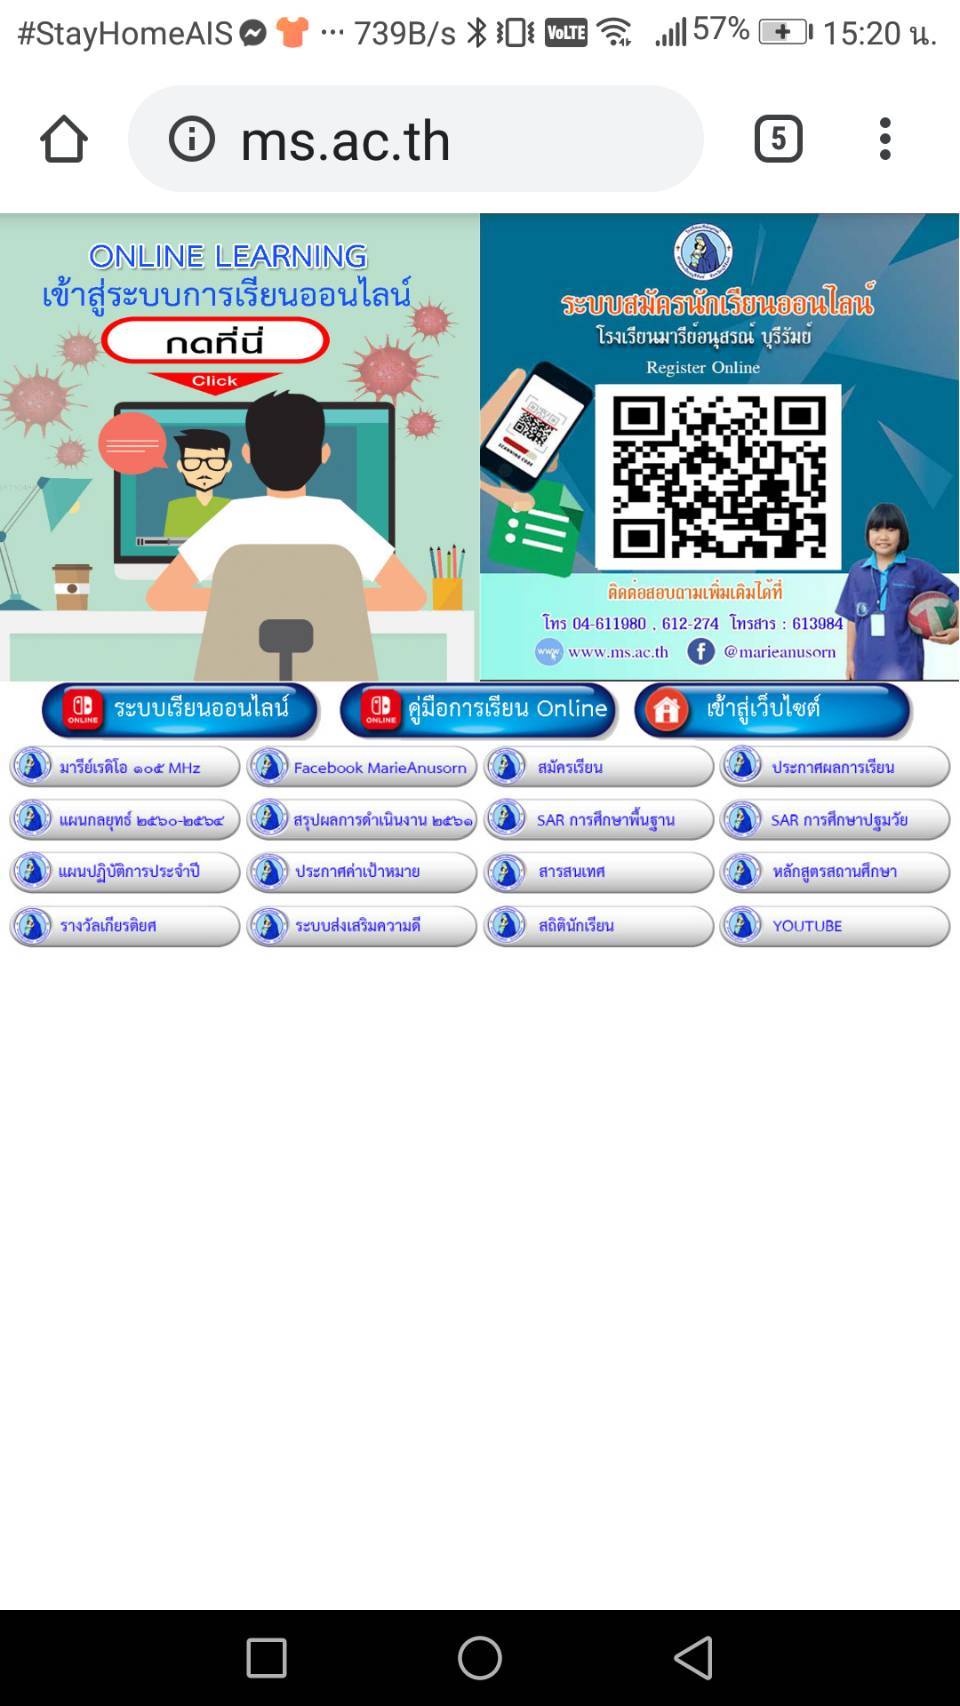 #StayHomeAIS ... 739B/s VoLTE 57% 15:20 น.
ms.ac.th
5
ONLINE LEARNING
เข้าสู่ระบบการเรียนออนไลน์
กดที่นี่
Click
ระบบสมัครนักเรียนออนไลน์
โรงเรียนมารีย์อนุสรณ์ บุรีรัมย์
Register Online
SCANNING CODE
ติดต่อสอบถามเพิ่มเติมได้ที่
โทร 04-611980 , 612-274 โทรสาร : 613984
www.ms.ac.th @marieanusorn
ONLINE ระบบเรียนออนไลน์
ONLINE คู่มือการเรียน Online
เข้าสู่เว็บไซต์
มารีย์เรดิโอ ๑๐๕ MHz
Facebook MarieAnusorn
สมัครเรียน
ประกาศผลการเรียน
แผนกลยุทธ์ ๒๕๖๐-๒๕๖๔
สรุปผลการดำเนินงาน ๒๕๖๑
SAR การศึกษาพื้นฐาน
SAR การศึกษาปฐมวัย
แผนปฏิบัติการประจำปี
ประกาศค่าเป้าหมาย
สารสนเทศ
หลักสูตรสถานศึกษา
รางวัลเกียรติยศ
ระบบส่งเสริมความดี
สถิตินักเรียน
YOUTUBE